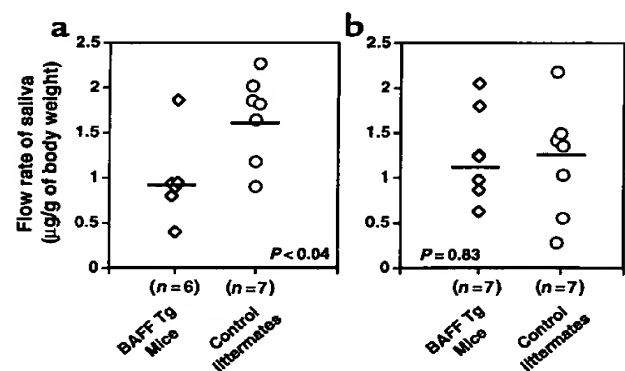 a
b
Flow rate of saliva
(µg/g of body weight)
2.5
2
1.5
1
0.5
0
P < 0.04
(n=6)
(n=7)
BAFF Tg
Mice
Control
littermates
2.5
2
1.5
1
0.5
0
P = 0.83
(n=7)
(n=7)
BAFF Tg
Mice
Control
littermates